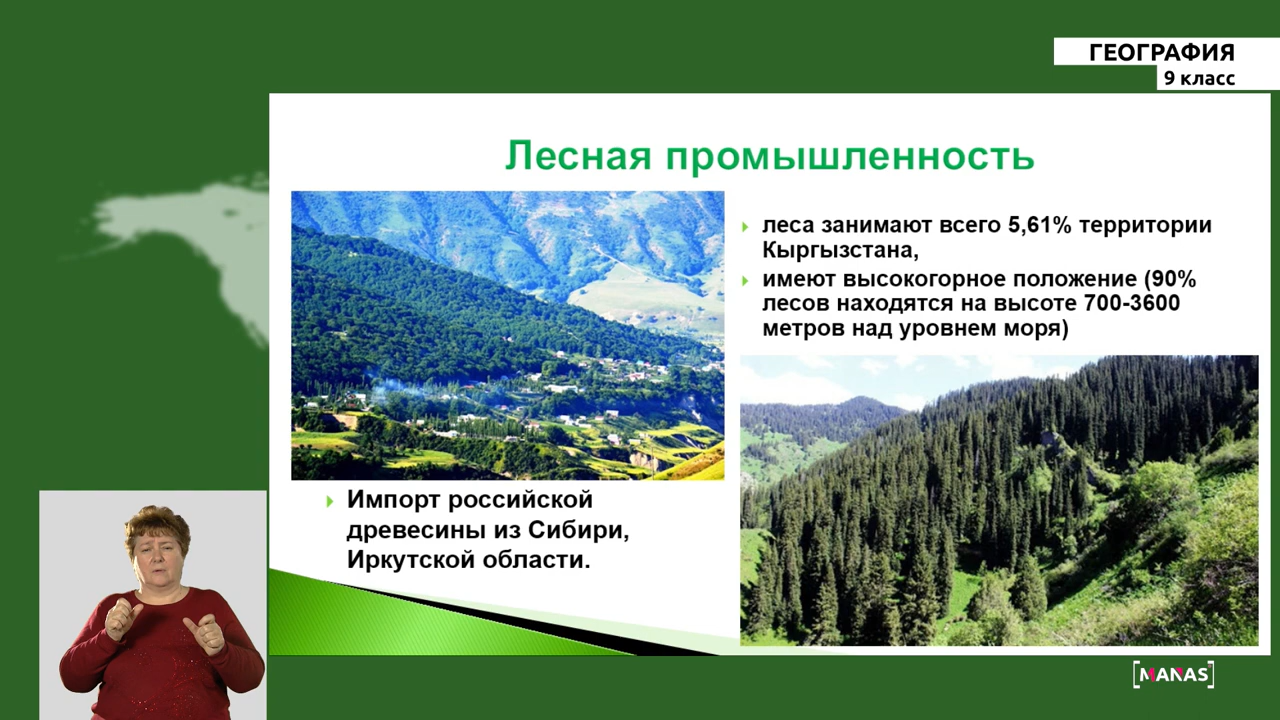 ГЕОГРАФИЯ
9 класс
Лесная промышленность
леса занимают всего 5,61% территории
Кыргызстана,
имеют высокогорное положение (90%
лесов находятся на высоте 700-3600
метров над уровнем моря)
Импорт российской
древесины из Сибири,
Иркутской области.
[MANAS]